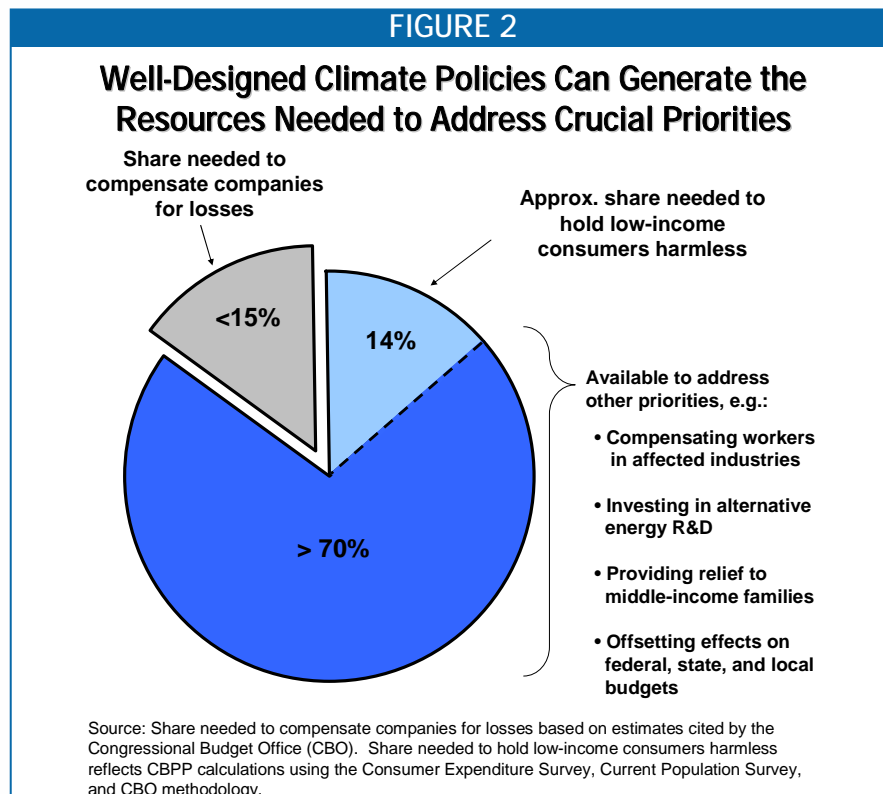 FIGURE 2
Well-Designed Climate Policies Can Generate the
Resources Needed to Address Crucial Priorities
Share needed to
compensate companies
for losses
Approx. share needed to
hold low-income
consumers harmless
<15%
14%
> 70%
Available to address
other priorities, e.g.:
• Compensating workers
in affected industries
• Investing in alternative
energy R&D
• Providing relief to
middle-income families
• Offsetting effects on
federal, state, and local
budgets
Source: Share needed to compensate companies for losses based on estimates cited by the
Congressional Budget Office (CBO). Share needed to hold low-income consumers harmless
reflects CBPP calculations using the Consumer Expenditure Survey, Current Population Survey,
and CBO methodology.